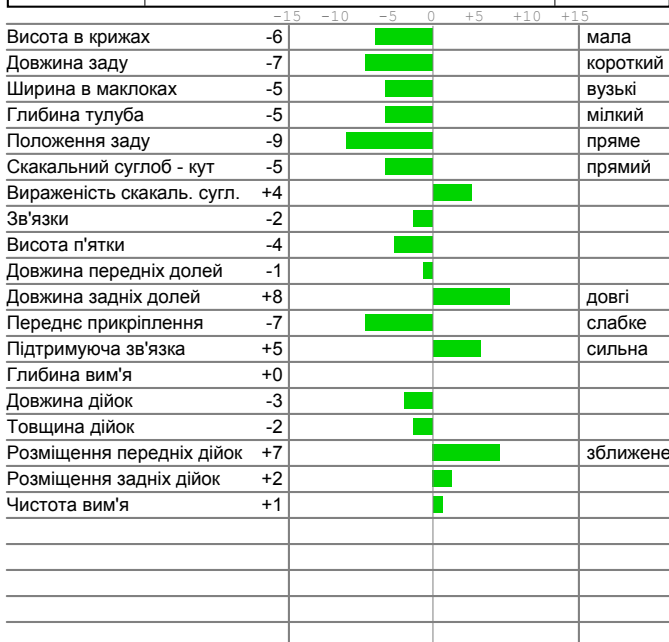 -15 -10 -5 0 +5 +10 +15
Висота в крижах -6 мала
Довжина заду -7 короткий
Ширина в маклоках -5 вузькі
Глибина тулуба -5 мілкий
Положення заду -9 пряме
Скакальний суглоб - кут -5 прямий
Вираженість скакаль. сугл. +4
Зв'язки -2
Висота п'ятки -4
Довжина передніх долей -1
Довжина задніх долей +8 довгі
Переднє прикріплення -7 слабке
Підтримуюча зв'язка +5 сильна
Глибина вим'я +0
Довжина дійок -3
Товщина дійок -2
Розміщення передніх дійок +7 зближене
Розміщення задніх дійок +2
Чистота вим'я +1